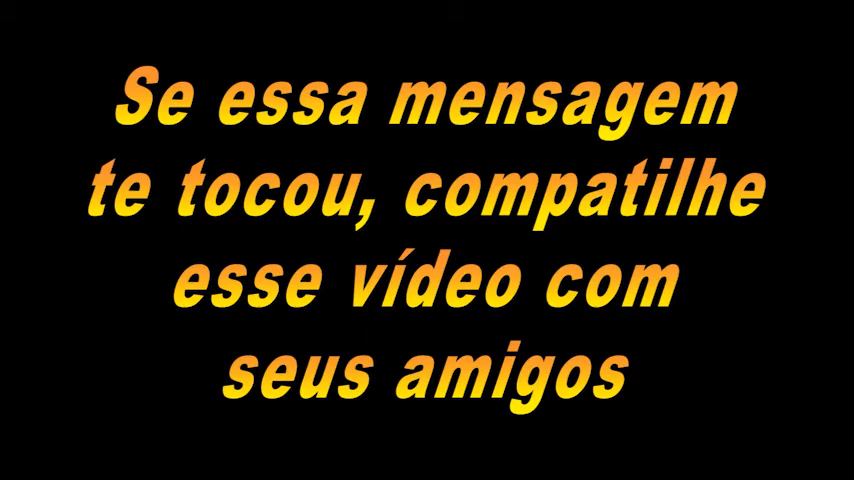 Se essa mensagem
te tocou, compatilhe
esse vídeo com
seus amigos